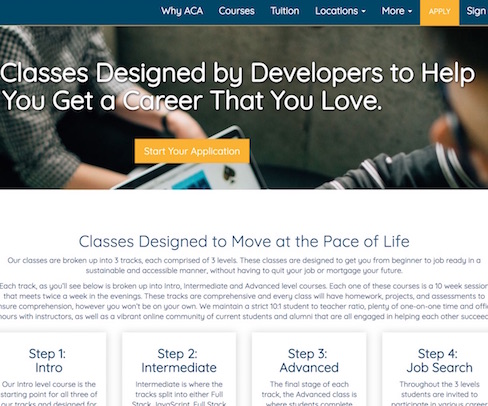 Why ACA Courses Tuition Locations More APPLY Sign
Classes Designed by Developers to Help
You Get a Career That You Love.
Start Your Application
Classes Designed to Move at the Pace of Life
Our classes are broken up into 3 tracks, each comprised of 3 levels. These classes are designed to get you from beginner to job ready in a
sustainable and accessible manner, without having to quit your job or mortgage your future.
Each track, as you'll see below is broken up into Intro, Intermediate and Advanced level courses. Each one of these courses is a 10 week session
that meets twice a week in the evenings. These tracks are comprehensive and every class will have homework, projects, and assessments to
ensure comprehension, however you won't be on your own. We maintain a strict 10:1 student to teacher ratio, plenty of one-on-one time and office
hours with instructors, as well as a vibrant online community of current students and alumni that are all engaged in helping each other succeed.
Step 1:
Intro
Our Intro level course is the
starting point for all three of
our tracks and designed for
Step 2:
Intermediate
Intermediate is where the
tracks split into either Full
Stack JavaScript, Full Stack
Step 3:
Advanced
The final stage of
each track, the Advanced class is
where students complete
Step 4:
Job Search
Throughout the 3 levels
students are invited to
participate in various career